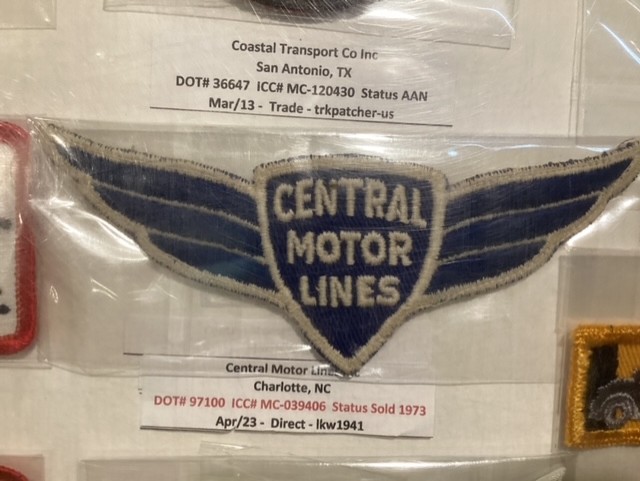 Coastal Transport Co Inc
San Antonio, TX
DOT# 36647 ICC# MC-120430 Status AAN
Mar/13 - Trade - trkpatcher-us
CENTRAL
MOTOR
LINES
Central Motor Lines Inc
Charlotte, NC
DOT# 97100 ICC# MC-039406 Status Sold 1973
Apr/23 - Direct - lkw1941